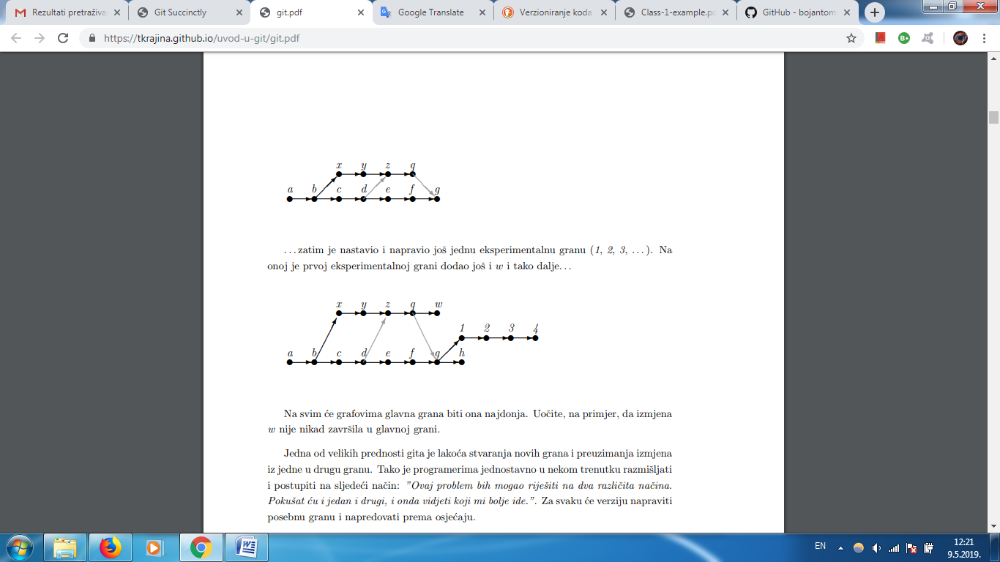 Rezultati pretraživa
Git Succinctly
git.pdf
Google Translate
Verzioniranje koda
Class-1-example.po
GitHub - bojantom
https://tkrajina.github.io/uvod-u-git/git.pdf
B+
x y z q
a b c d e f g
...zatim je nastavio i napravio još jednu eksperimentalnu granu (1, 2, 3, ...). Na
onoj je prvoj eksperimentalnoj grani dodao još i w i tako dalje...
x y z q w
1 2 3 4
a b c d e f g h
Na svim će grafovima glavna grana biti ona najdonja. Uočite, na primjer, da izmjena
w nije nikad završila u glavnoj grani.
Jedna od velikih prednosti gita je lakoća stvaranja novih grana i preuzimanja izmjena
iz jedne u drugu granu. Tako je programerima jednostavno u nekom trenutku razmišljati
i postupiti na sljedeći način: ”Ovaj problem bih mogao riješiti na dva različita načina.
Pokušat ću i jedan i drugi, i onda vidjeti koji mi bolje ide.”. Za svaku će verziju napraviti
posebnu granu i napredovati prema osjećaju.
EN
12:21
9.5.2019.